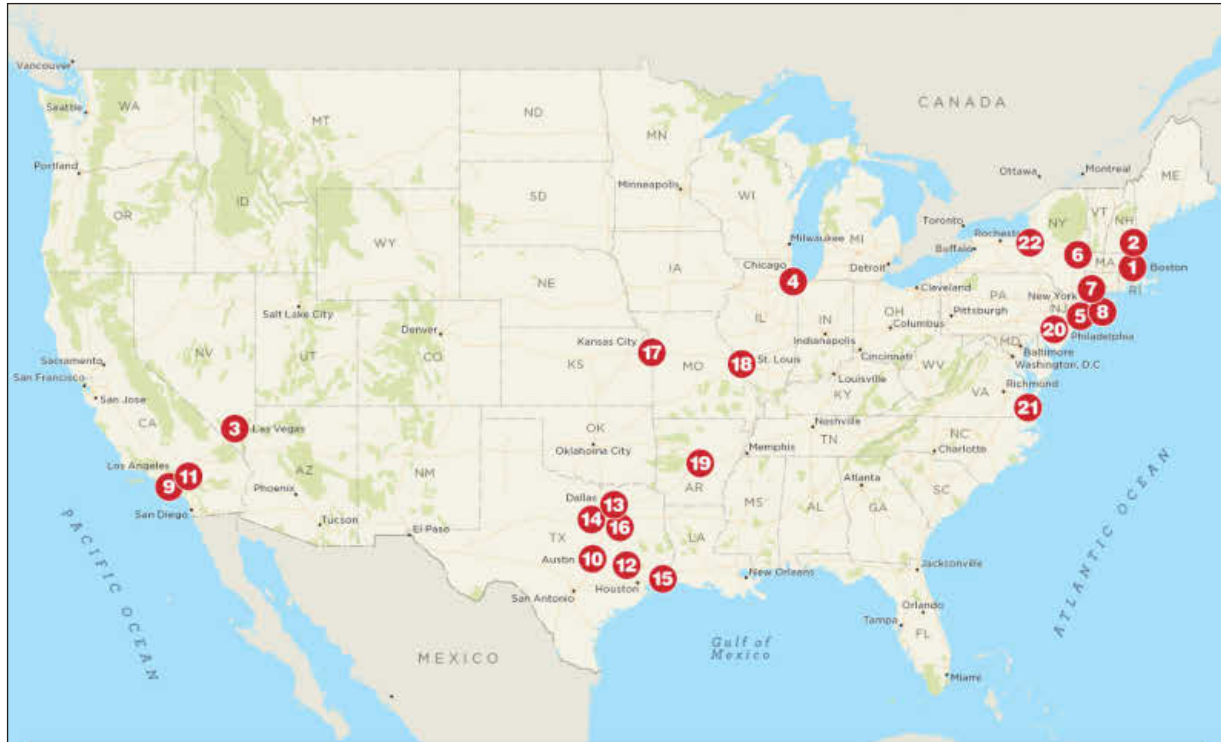 Vancouver
Seattle
WA
MT
ND
MN
CANADA
Ottawa
Montreal
ME
Portland
OR
ID
SD
Minneapolis
WI
MI
Toronto
Rochest
22
NY
VT
NH
2
WY
Milwaukee
Buffalo
6
MA
1
Boston
IA
Chicago
4
Detroit
Cleveland
PA
New York
7
RI
NE
Salt Lake City
Pittsburgh
NJ
5
8
IL
IN
OH
Columbus
20
Philadelphia
NV
UT
Denver
CO
Kansas City
17
Indianapolis
MD
Baltimore
Sacramento
San Francisco
KS
MO
18
St. Louis
Cincinnati
WV
Washington, D.C
San Jose
Louisville
KY
VA
Richmond
CA
3
Las Vegas
21
OK
Oklahoma City
Nashville
TN
NC
Charlotte
Los Angeles
9
11
AZ
NM
19
AR
Memphis
Phoenix
San Diego
Dallas
13
14
16
MS
AL
Atlanta
GA
SC
Tucson
El Paso
TX
LA
Austin
10
12
15
Houston
San Antonio
New Orleans
Jacksonville
Orlando
Tampa
FL
Miami
PACIFIC OCEAN
MEXICO
Gulf of
Mexico
ATLANTIC OCEAN